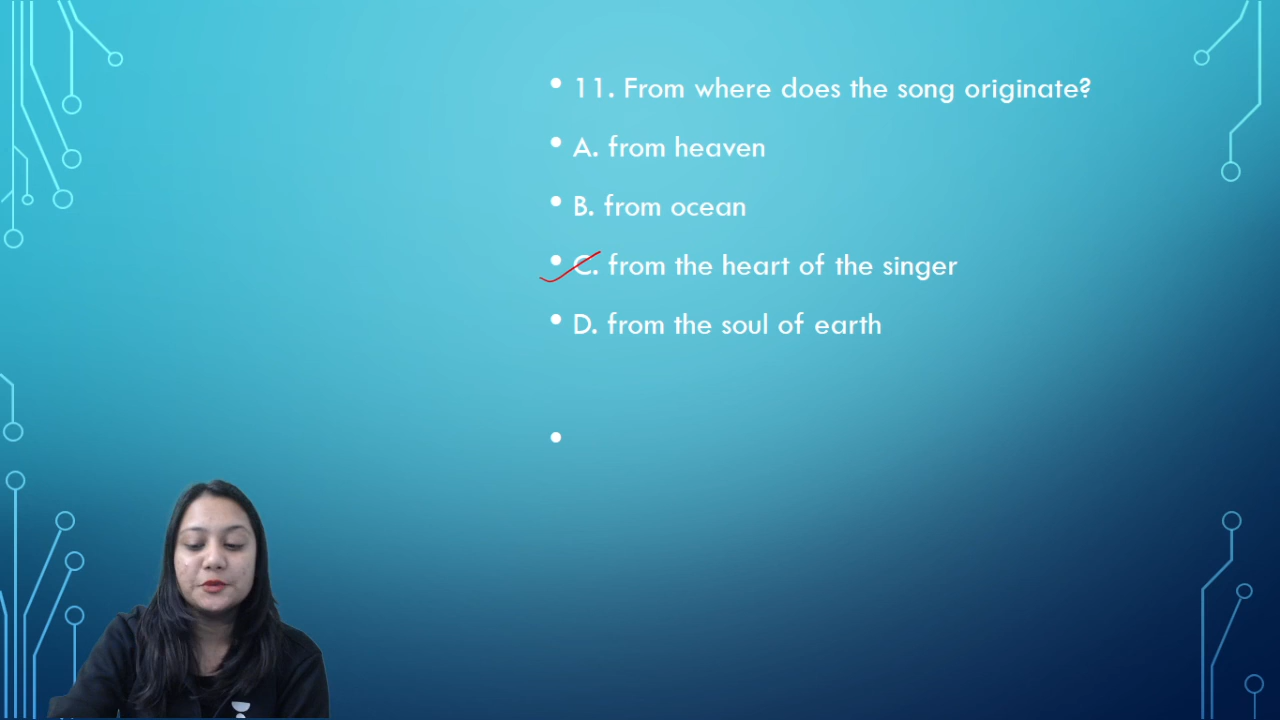 11. From where does the song originate?
A. from heaven
B. from ocean
C. from the heart of the singer
D. from the soul of earth